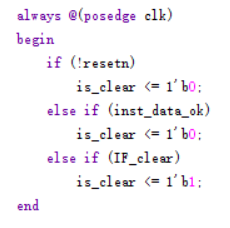 always @(posedge clk)
begin
    if (!resetn)
        is_clear <= 1'b0;
    else if (inst_data_ok)
        is_clear <= 1'b0;
    else if (IF_clear)
        is_clear <= 1'b1;
end